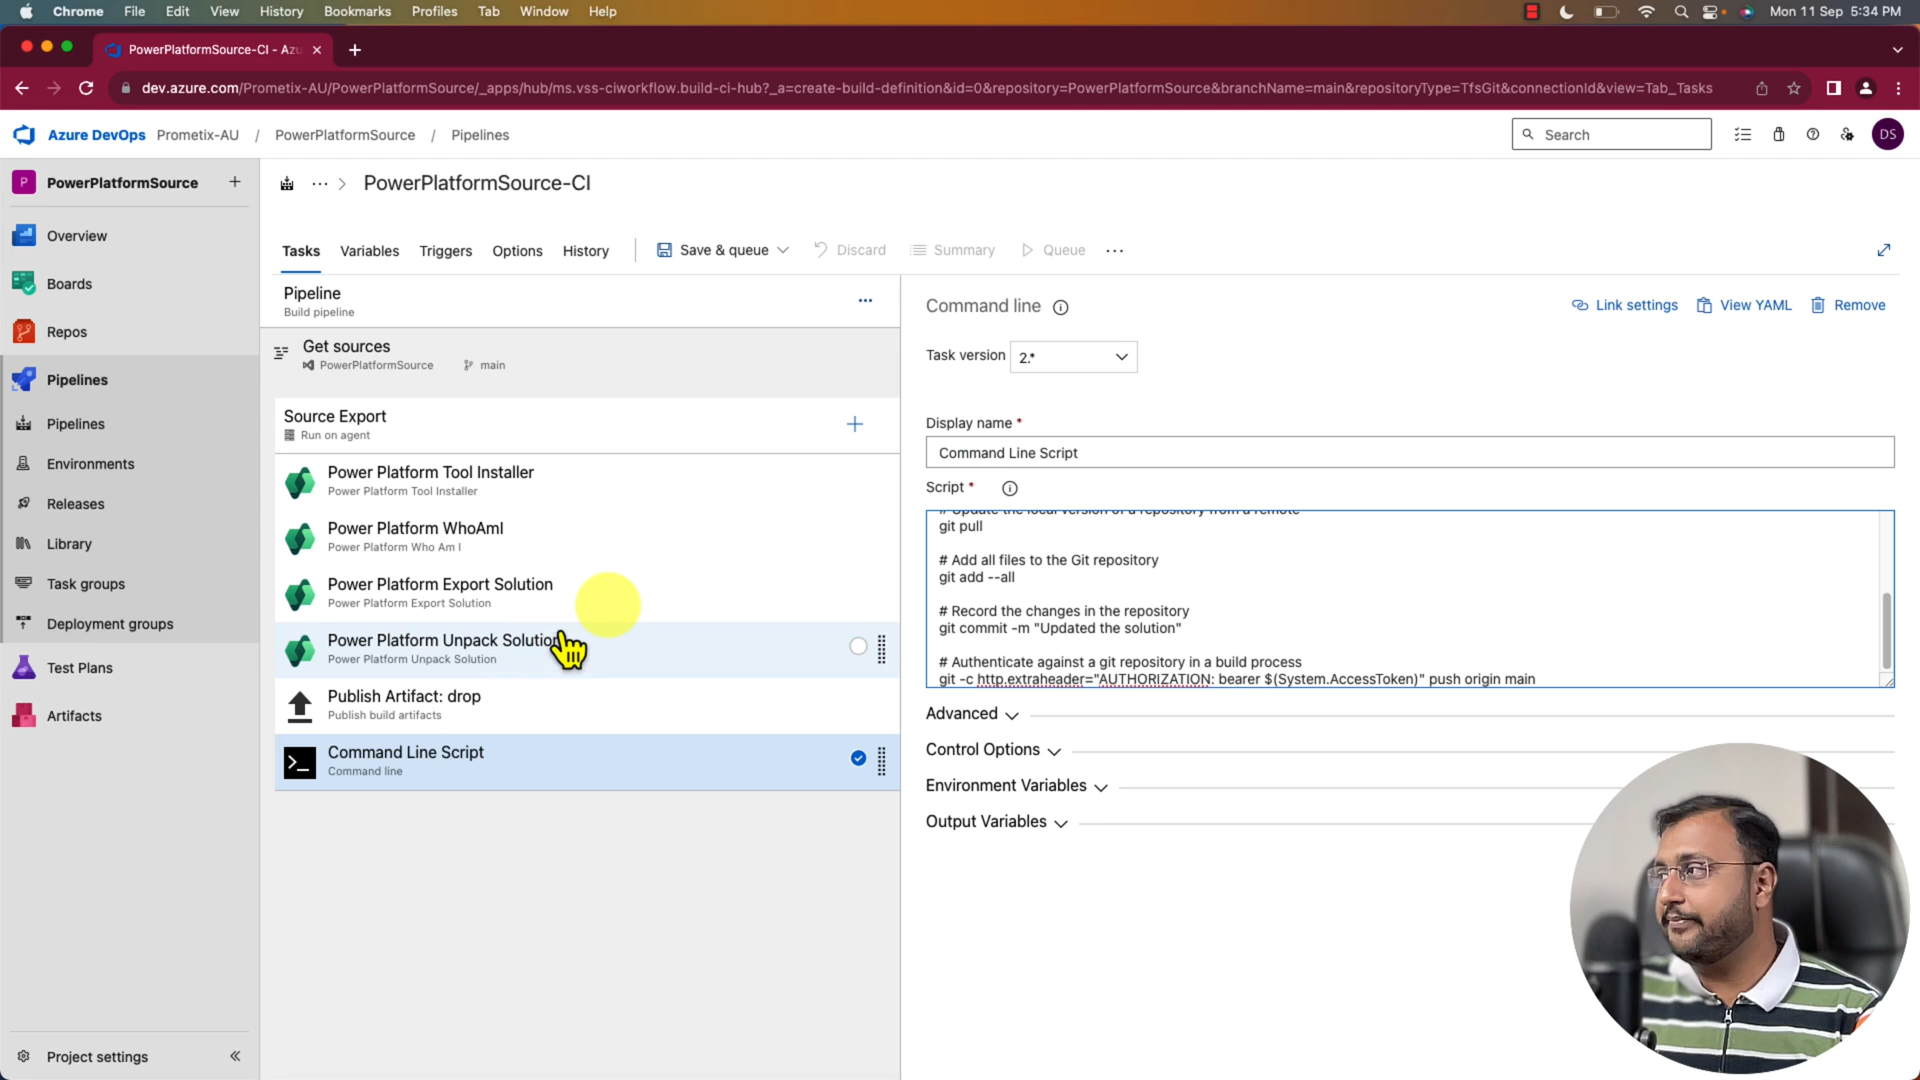 Chrome File Edit View History Bookmarks Profiles Tab Window Help Mon 11 Sep 5:34 PM
PowerPlatformSource-CI - Azu
dev.azure.com/Prometix-AU/PowerPlatformSource/_apps/hub/ms.vss-ciworkflow.build-ci-hub?_a=create-build-definition&id=0&repository=PowerPlatformSource&branchName=main&repositoryType=TfsGit&connectionId&view=Tab_Tasks
Azure DevOps Prometix-AU / PowerPlatformSource / Pipelines Search DS
P PowerPlatformSource +
Overview
Boards
Repos
Pipelines
Pipelines
Environments
Releases
Library
Task groups
Deployment groups
Test Plans
Artifacts
Project settings
PowerPlatformSource-CI
Tasks Variables Triggers Options History Save & queue Discard Summary Queue
Pipeline
Build pipeline
Get sources
PowerPlatformSource main
Source Export
Run on agent
Power Platform Tool Installer
Power Platform Tool Installer
Power Platform WhoAmI
Power Platform Who Am I
Power Platform Export Solution
Power Platform Export Solution
Power Platform Unpack Solution
Power Platform Unpack Solution
Publish Artifact: drop
Publish build artifacts
Command Line Script
Command line
Command line Link settings View YAML Remove
Task version 2.*
Display name *
Command Line Script
Script *
# Update the local version of a repository from a remote
git pull
# Add all files to the Git repository
git add --all
# Record the changes in the repository
git commit -m "Updated the solution"
# Authenticate against a git repository in a build process
git -c http.extraheader="AUTHORIZATION: bearer $(System.AccessToken)" push origin main
Advanced
Control Options
Environment Variables
Output Variables